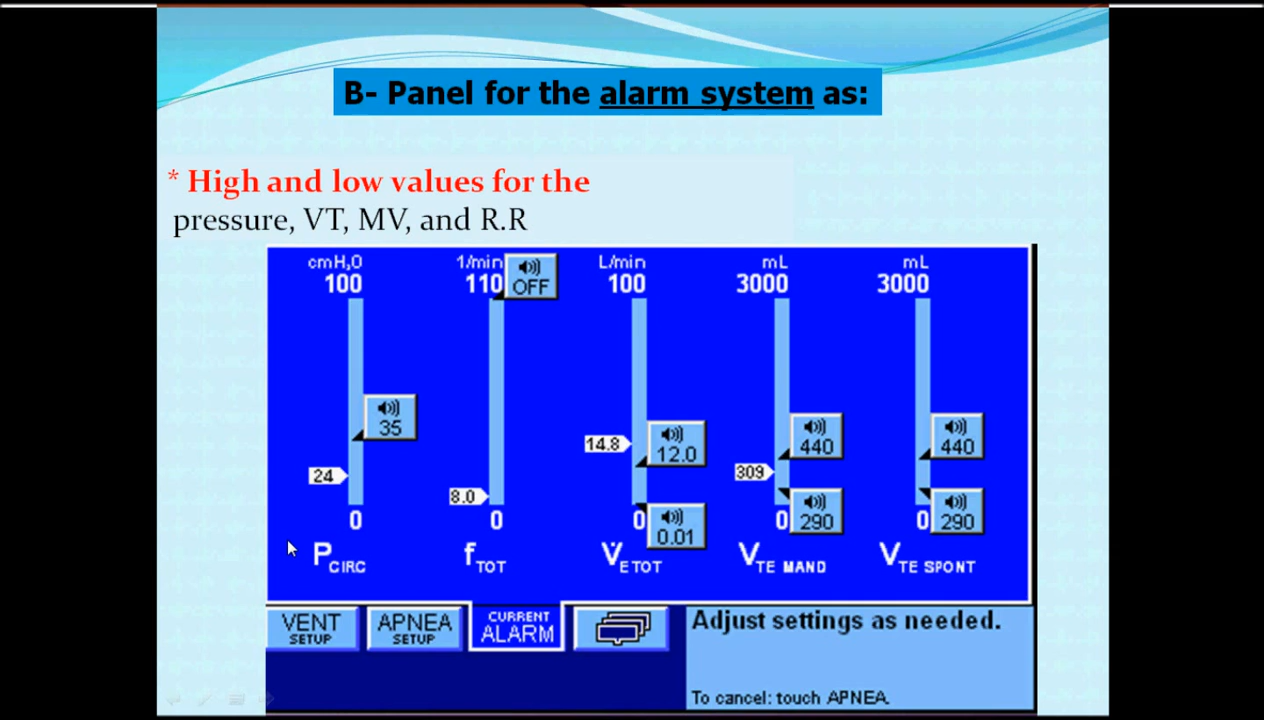 B- Panel for the alarm system as:
* High and low values for the
pressure, VT, MV, and R.R
cmH₂O 1/min L/min mL mL
100 110 100 3000 3000
OFF
35
24
8.0
14.8
12.0
0.01
309
440
290
440
290
0 0 0 0 0
P CIRC f TOT V̇E TOT VTE MAND VTE SPONT
VENT SETUP
APNEA SETUP
CURRENT ALARM
Adjust settings as needed.
To cancel: touch APNEA.